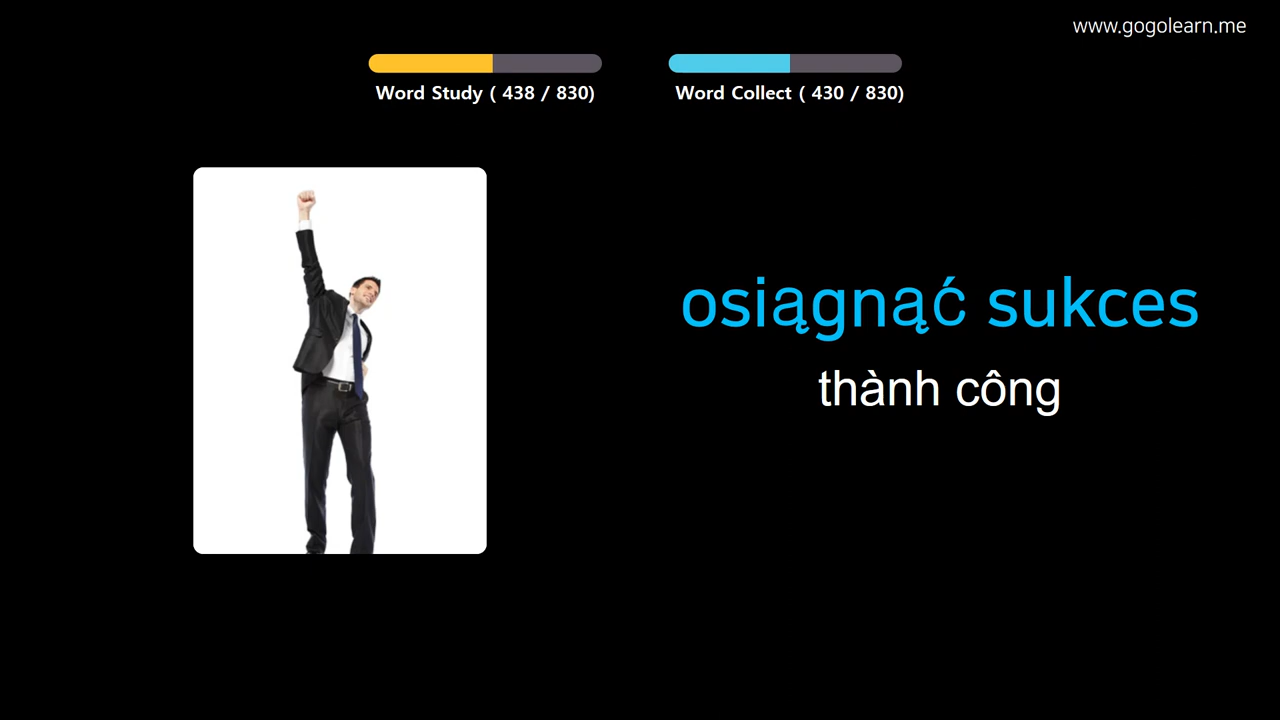 www.gogolearn.me
Word Study ( 438 / 830)
Word Collect ( 430 / 830)
osiągnąć sukces
thành công